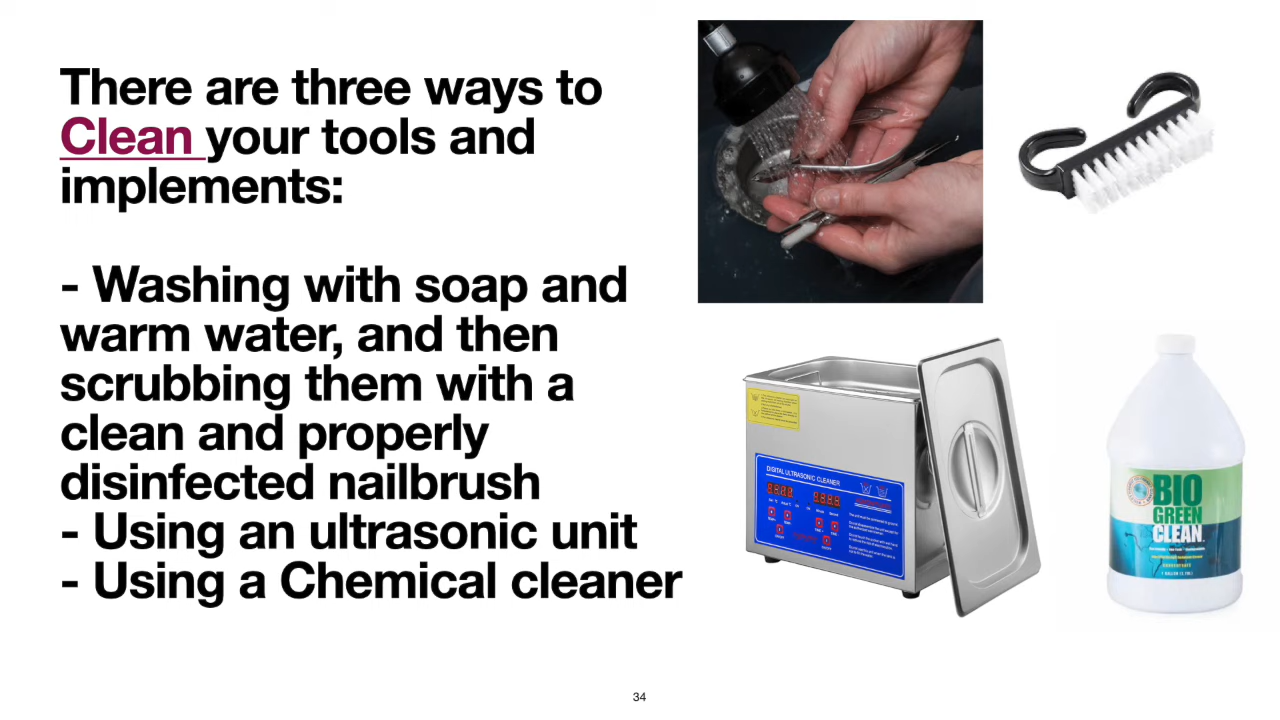 There are three ways to
Clean your tools and
implements:
- Washing with soap and
warm water, and then
scrubbing them with a
clean and properly
disinfected nailbrush
- Using an ultrasonic unit
- Using a Chemical cleaner
DIGITAL ULTRASONIC CLEANER
BIO
GREEN
CLEAN
34